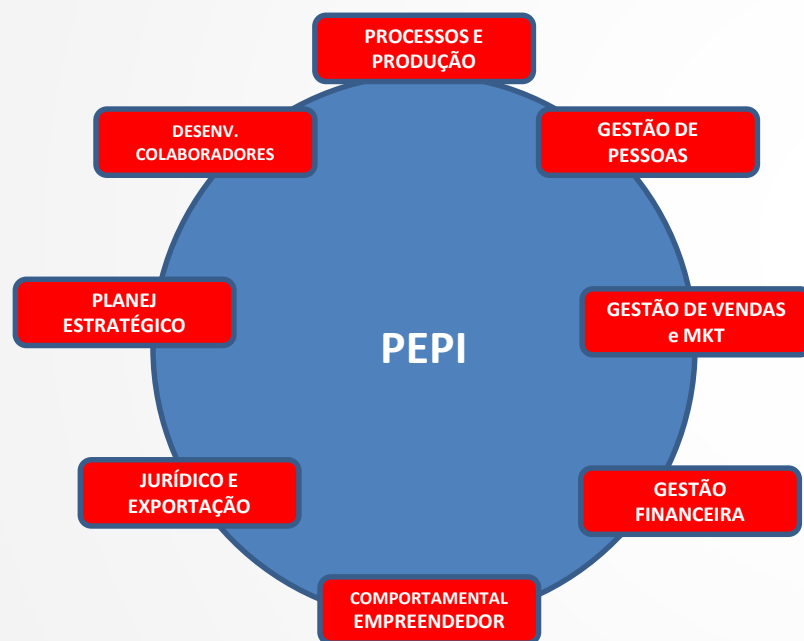 PROCESSOS E
PRODUÇÃO
DESENV.
COLABORADORES
GESTÃO DE
PESSOAS
PLANEJ
ESTRATÉGICO
GESTÃO DE VENDAS
e MKT
PEPI
JURÍDICO E
EXPORTAÇÃO
GESTÃO
FINANCEIRA
COMPORTAMENTAL
EMPREENDEDOR